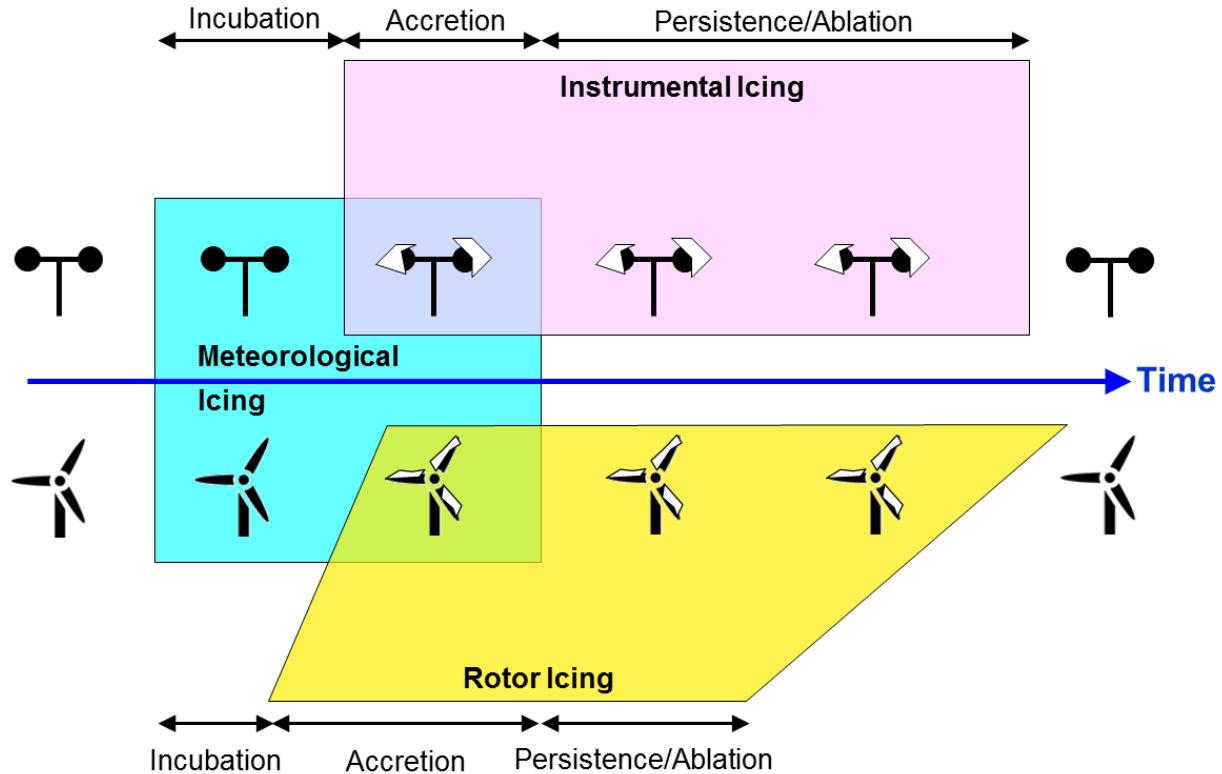 Incubation
Accretion
Persistence/Ablation
Instrumental Icing
Meteorological
Icing
Time
Rotor Icing
Incubation
Accretion
Persistence/Ablation